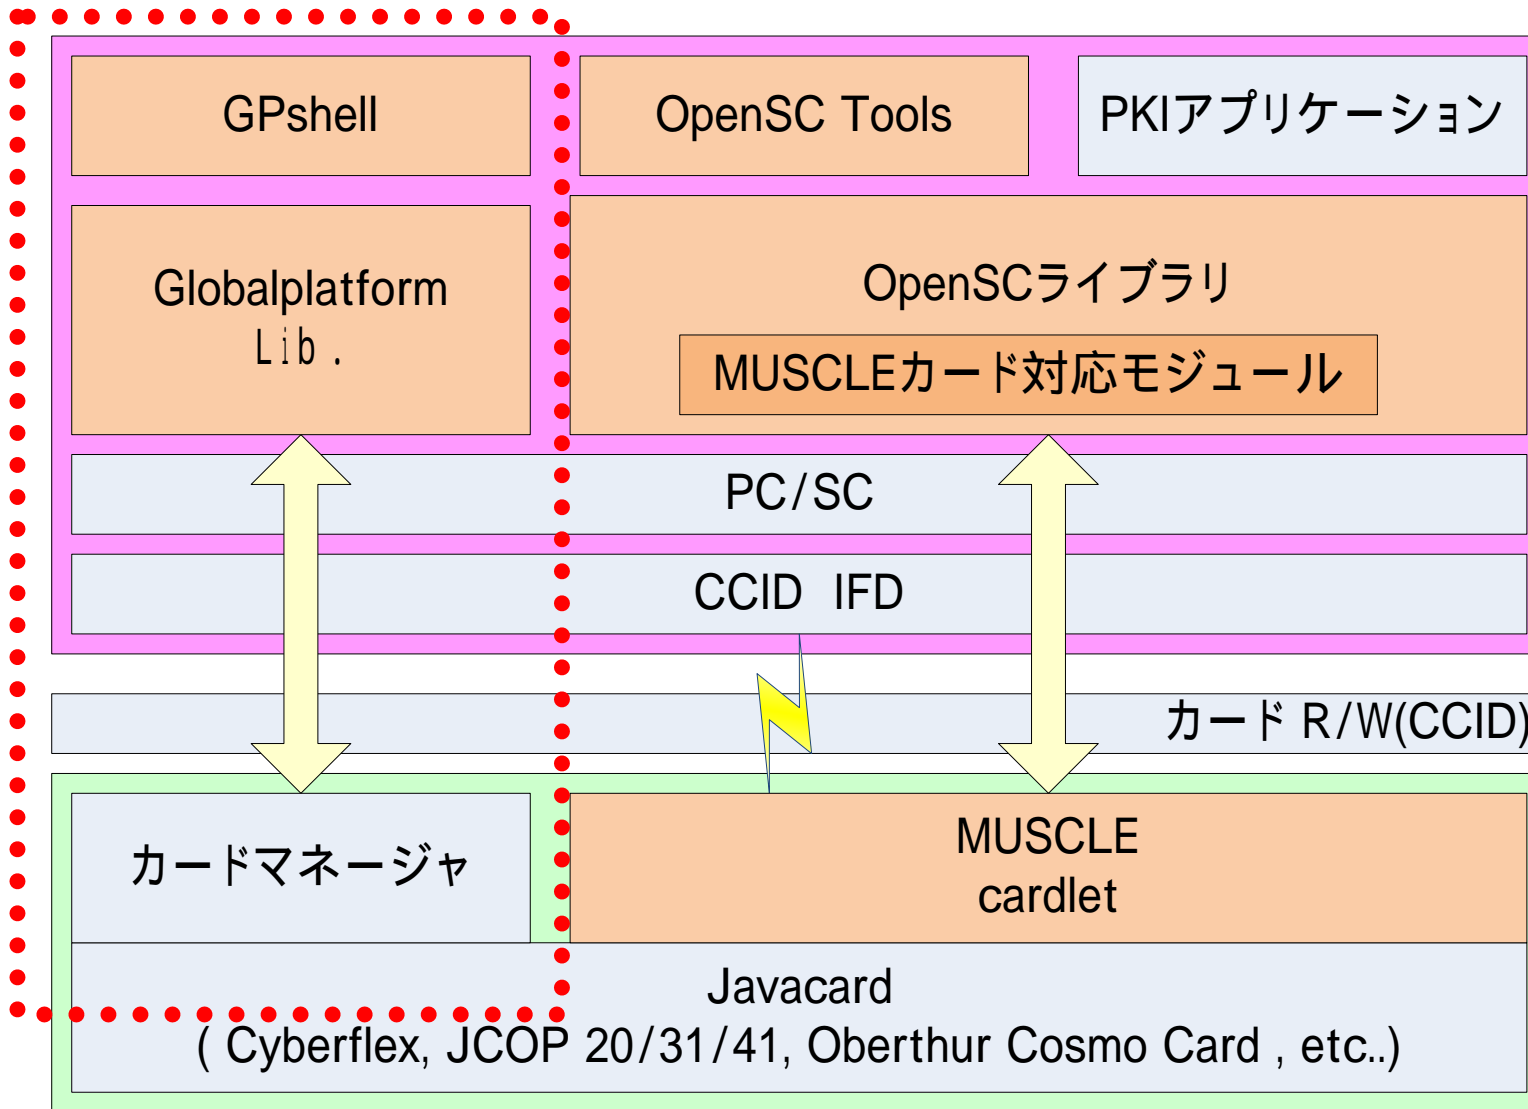 GPshell
OpenSC Tools
PKIアプリケーション
Globalplatform
Lib.
OpenSCライブラリ
MUSCLEカード対応モジュール
PC/SC
CCID IFD
カード R/W(CCID)
カードマネージャ
MUSCLE
cardlet
Javacard
( Cyberflex, JCOP 20/31/41, Oberthur Cosmo Card , etc..)